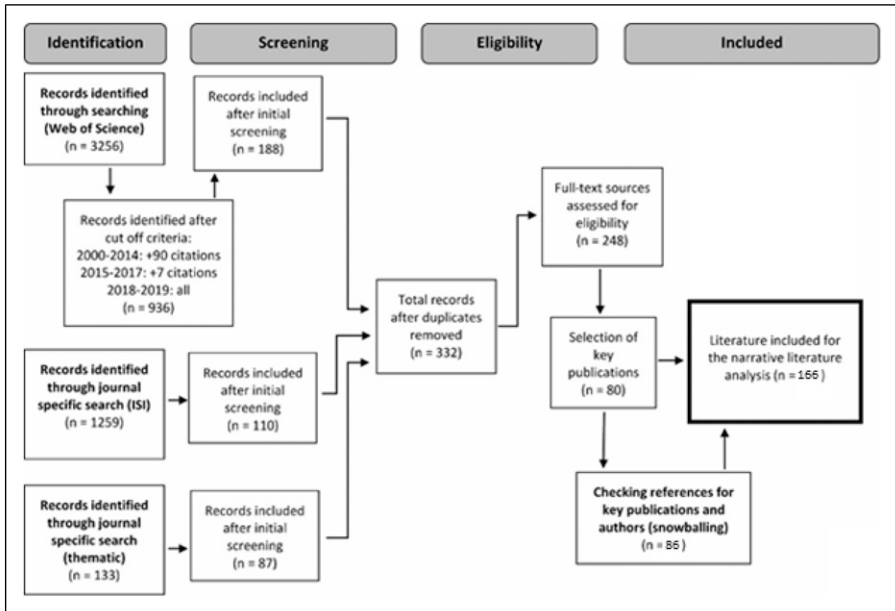 Identification
Screening
Eligibility
Included
Records identified
through searching
(Web of Science)
(n = 3256)
Records included
after initial
screening
(n = 188)
Records identified after
cut off criteria:
2000-2014: +90 citations
2015-2017: +7 citations
2018-2019: all
(n = 936)
Records identified
through journal
specific search (ISI)
(n = 1259)
Records included
after initial
screening
(n = 110)
Records identified
through journal
specific search
(thematic)
(n = 133)
Records included
after initial
screening
(n = 87)
Total records
after duplicates
removed
(n = 332)
Full-text sources
assessed for
eligibility
(n = 248)
Selection of
key
publications
(n = 80)
Literature included for
the narrative literature
analysis (n = 166)
Checking references for
key publications and
authors (snowballing)
(n = 86)